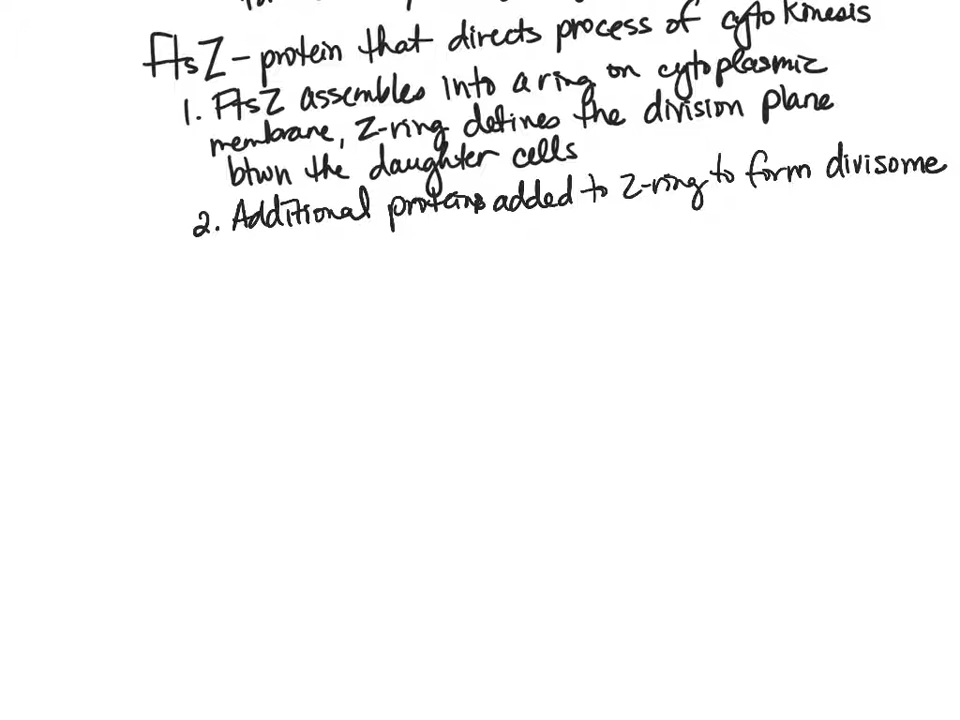 FtsZ - protein that directs process of cytokinesis
1. FtsZ assembles into a ring on cytoplasmic
membrane, Z-ring defines the division plane
btwn the daughter cells
2. Additional proteins added to Z-ring to form divisome